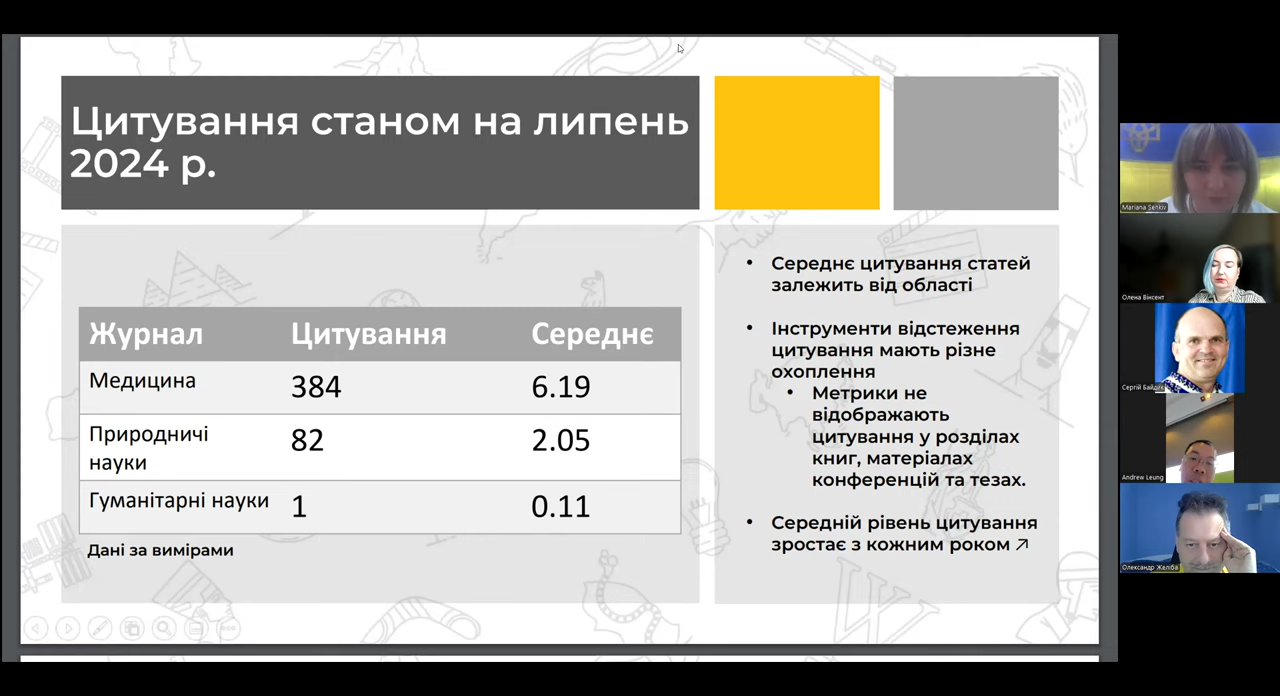 Цитування станом на липень
2024 р.
Журнал Цитування Середнє
Медицина 384 6.19
Природничі
науки 82 2.05
Гуманітарні науки 1 0.11
Дані за вимірами
• Середнє цитування статей
залежить від області
• Інструменти відстеження
цитування мають різне
охоплення
• Метрики не
відображають
цитування у розділах
книг, матеріалах
конференцій та тезах.
• Середній рівень цитування
зростає з кожним роком ↗
Mariana Senkiv
Олена Вінсент
Andrew Leung
Олександр Желіба